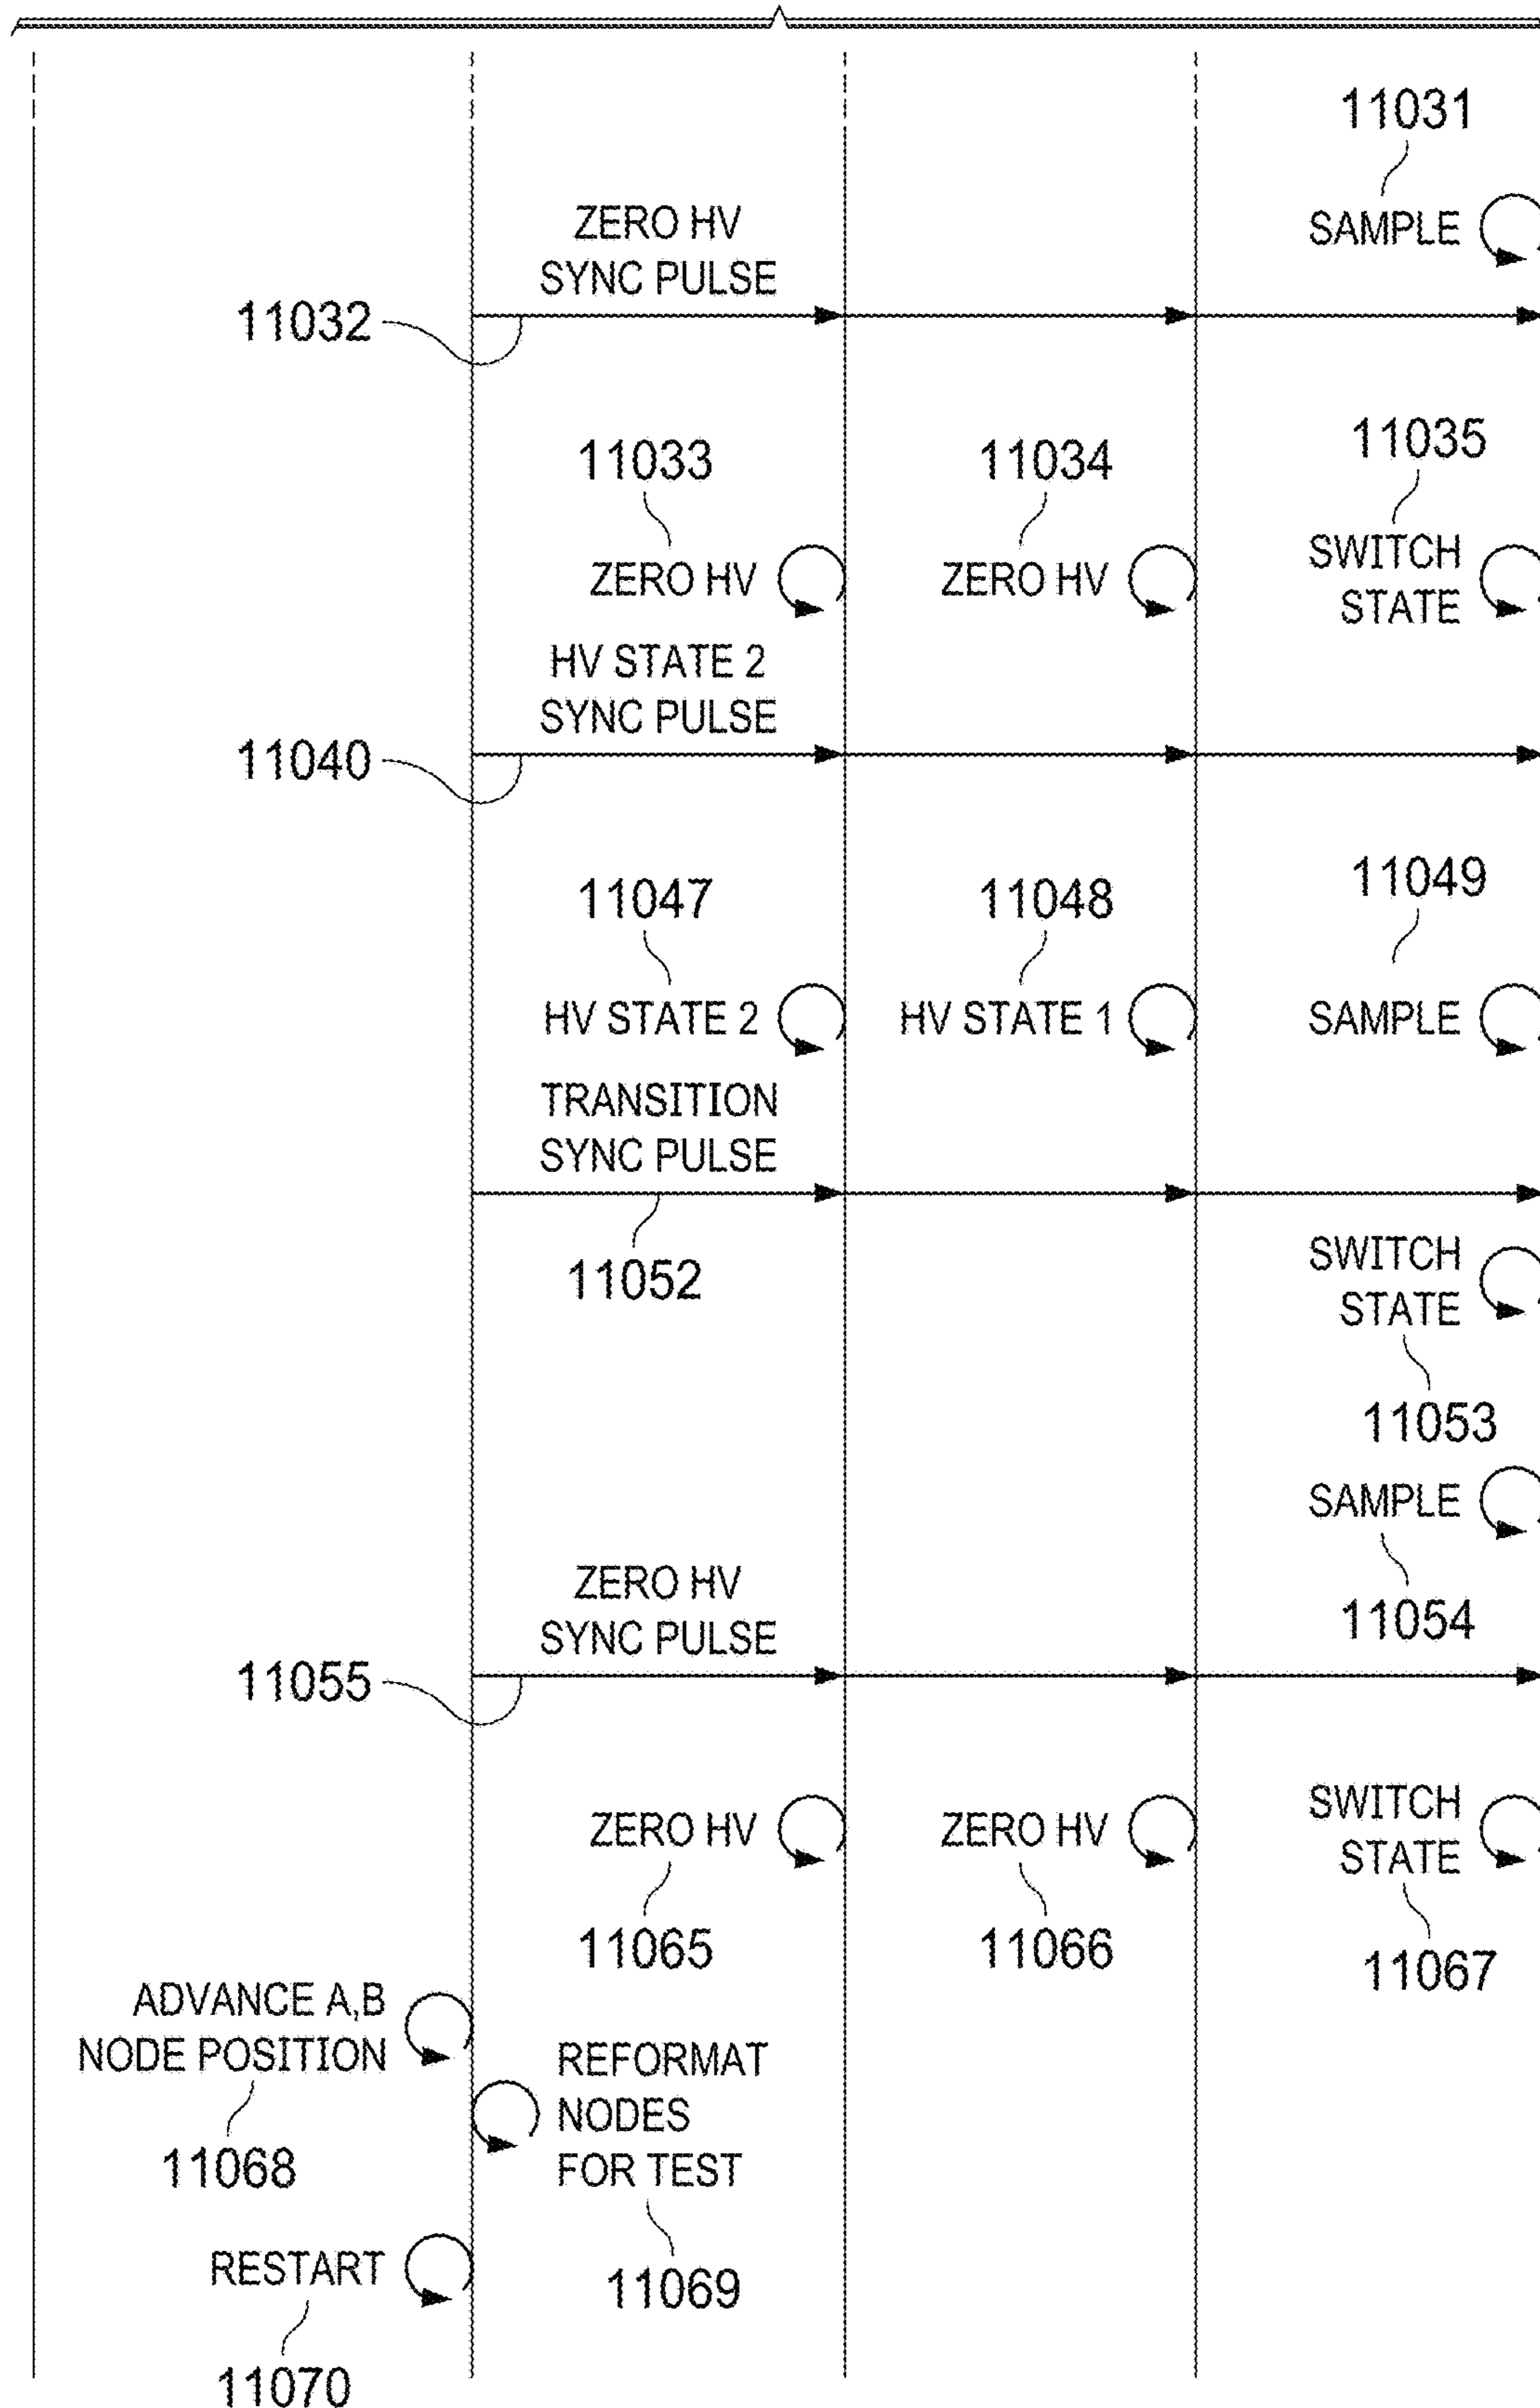 11031
SAMPLE
ZERO HV
SYNC PULSE
11032
11033
11034
11035
ZERO HV
ZERO HV
SWITCH
STATE
HV STATE 2
SYNC PULSE
11040
11047
11048
11049
HV STATE 2
HV STATE 1
SAMPLE
TRANSITION
SYNC PULSE
11052
SWITCH
STATE
11053
SAMPLE
11054
ZERO HV
SYNC PULSE
11055
ZERO HV
ZERO HV
SWITCH
STATE
11065
11066
11067
ADVANCE A,B
NODE POSITION
11068
REFORMAT
NODES
FOR TEST
11069
RESTART
11070